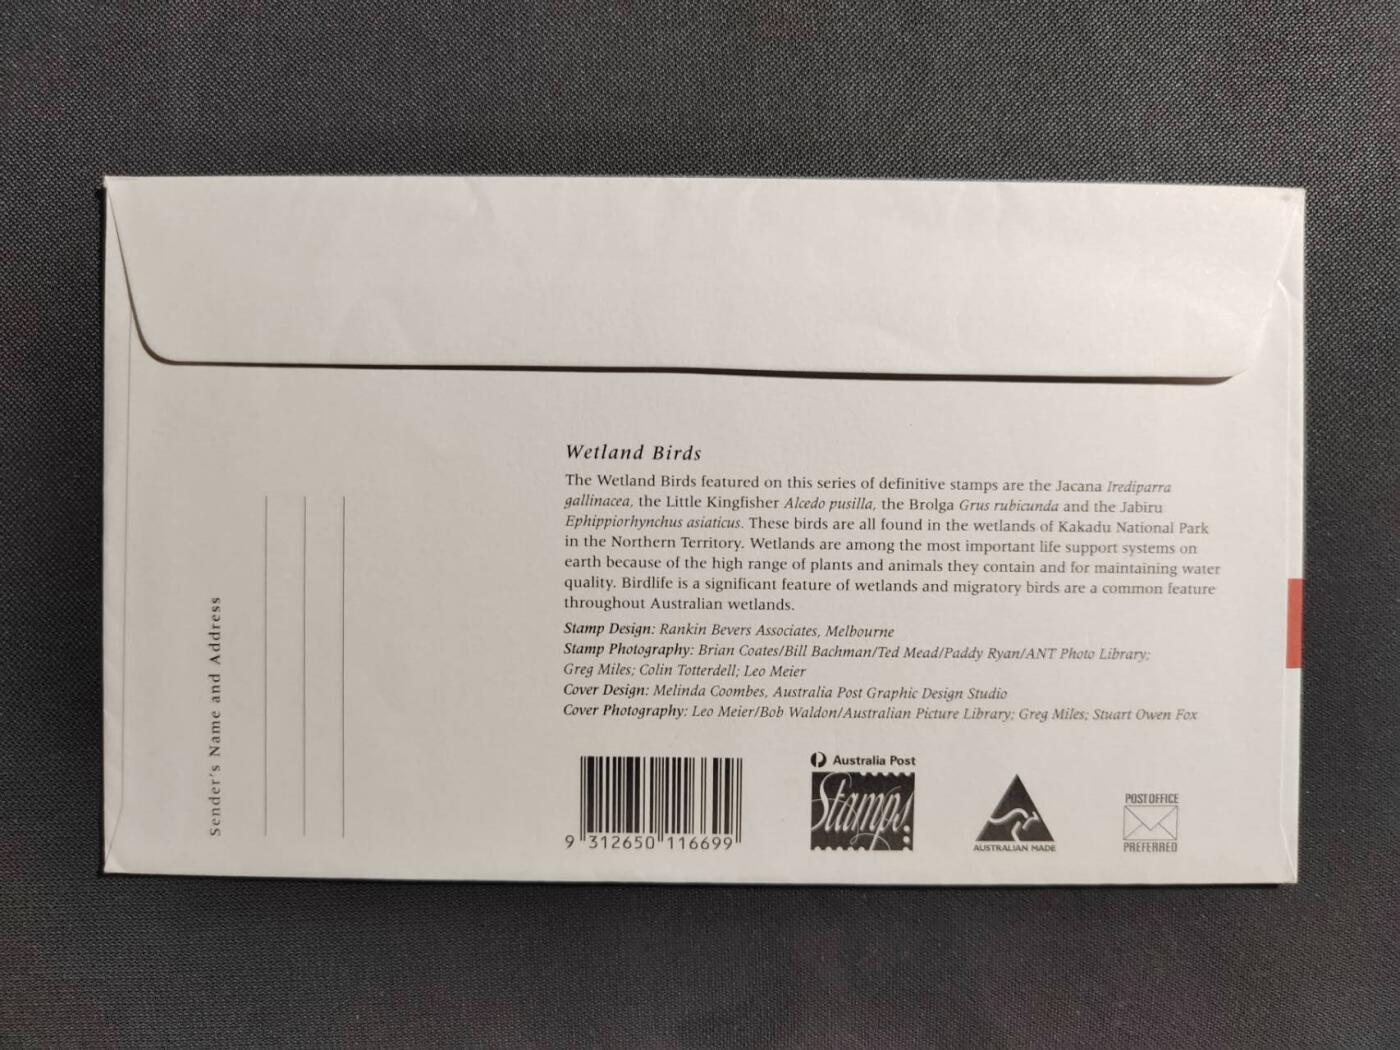 Wetland Birds
The Wetland Birds featured on this series of definitive stamps are the Jacana Irediparra
gallinacea, the Little Kingfisher Alcedo pusilla, the Brolga Grus rubicunda and the Jabiru
Ephippiorhynchus asiaticus. These birds are all found in the wetlands of Kakadu National Park
in the Northern Territory. Wetlands are among the most important life support systems on
earth because of the high range of plants and animals they contain and for maintaining water
quality. Birdlife is a significant feature of wetlands and migratory birds are a common feature
throughout Australian wetlands.
Stamp Design: Rankin Bevers Associates, Melbourne
Stamp Photography: Brian Coates/Bill Bachman/Ted Mead/Paddy Ryan/ANT Photo Library;
Greg Miles; Colin Totterdell; Leo Meier
Cover Design: Melinda Coombes, Australia Post Graphic Design Studio
Cover Photography: Leo Meier/Bob Waldon/Australian Picture Library; Greg Miles; Stuart Owen Fox
Sender's Name and Address
9 312650 116699
Australia Post
Stamps
AUSTRALIAN MADE
POST OFFICE
PREFERRED